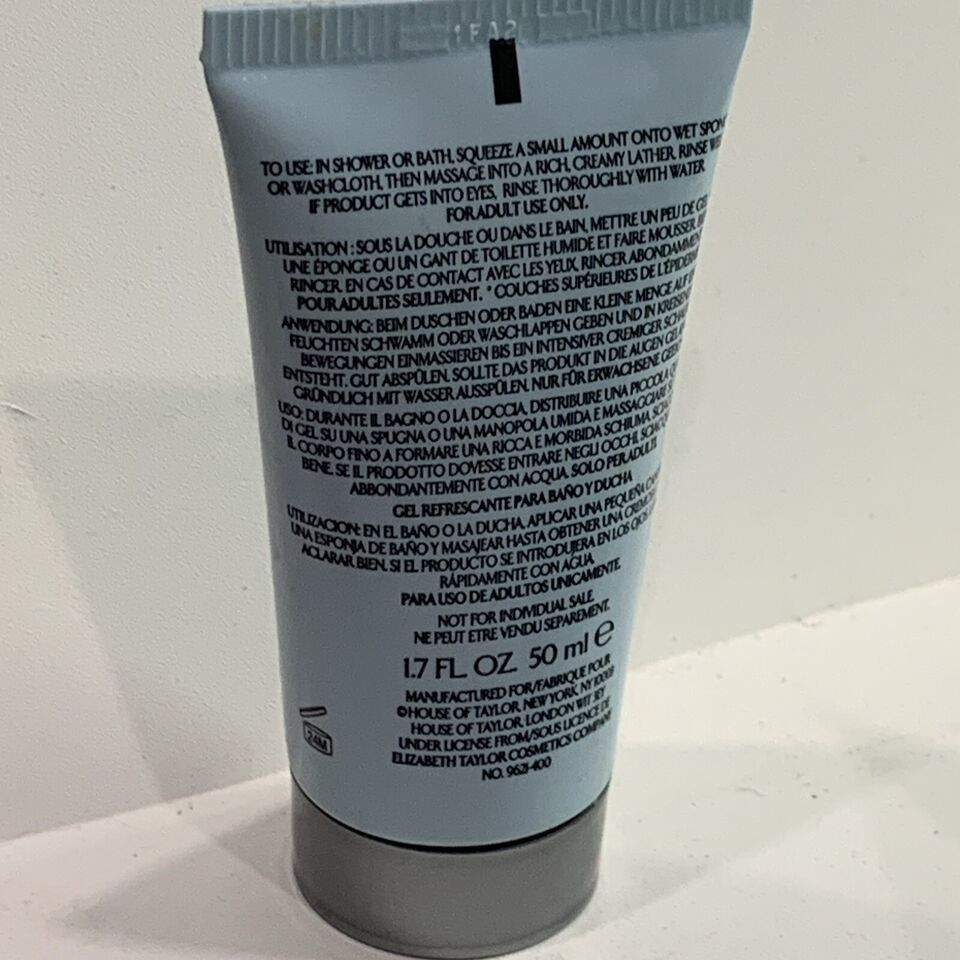 1FA2
TO USE: IN SHOWER OR BATH, SQUEEZE A SMALL AMOUNT ONTO WET
OR WASHCLOTH, THEN MASSAGE INTO A RICH, CREAMY LATHER, RINSE
IF PRODUCT GETS INTO EYES, RINSE THOROUGHLY WITH WATER
FOR ADULT USE ONLY.
UTILISATION : SOUS LA DOUCHE OU DANS LE BAIN, METTRE UN PEU DE
UNE ÉPONGE OU UN GANT DE TOILETTE HUMIDE ET FAIRE MOUSSER,
RINCER. EN CAS DE CONTACT AVEC LES YEUX, RINCER
POUR ADULTES SEULEMENT. * COUCHES SUPÉRIEURES DE
ANWENDUNG: BEIM DUSCHEN ODER BADEN EINE KLEINE MENGE AUF
FEUCHTEN SCHWAMM ODER WASCHLAPPEN GEBEN UND IN
BEWEGUNGEN EINMASSIEREN BIS EIN INTENSIVER CREMIGER
ENTSTEHT. GUT ABSPÜLEN. SOLLTE DAS PRODUKT IN DIE AUGEN
GRÜNDLICH MIT WASSER AUSSPÜLEN. NUR FÜR ERWACHSENE
USO: DURANTE IL BAGNO O LA DOCCIA, DISTRIBUIRE UNA PICCOLA
DI GEL SU UNA SPUGNA O UNA MANOPOLA UMIDA E MASSAGGIARE
IL CORPO FINO A FORMARE UNA RICCA E MORBIDA SCHIUMA.
BENE. SE IL PRODOTTO DOVESSE ENTRARE NEGLI OCCHI,
ABBONDANTEMENTE CON ACQUA. SOLO PER ADULTI.
GEL REFRESCANTE PARA BAÑO Y DUCHA
UTILIZACION: EN EL BAÑO O LA DUCHA, APLICAR UNA PEQUEÑA
UNA ESPONJA DE BAÑO Y MASAJEAR HASTA OBTENER UNA
ACLARAR BIEN. SI EL PRODUCTO SE INTRODUJERA EN LOS OJOS,
RÁPIDAMENTE CON AGUA.
PARA USO DE ADULTOS UNICAMENTE.
NOT FOR INDIVIDUAL SALE
NE PEUT ETRE VENDU SEPAREMENT.
1.7 FL. OZ. 50 ml ℮
MANUFACTURED FOR/FABRIQUE POUR
©HOUSE OF TAYLOR, NEW YORK, NY 10008
HOUSE OF TAYLOR, LONDON W1T 3EY
UNDER LICENSE FROM/SOUS LICENCE DE
ELIZABETH TAYLOR COSMETICS COMPANY
NO. 9621-400
24M